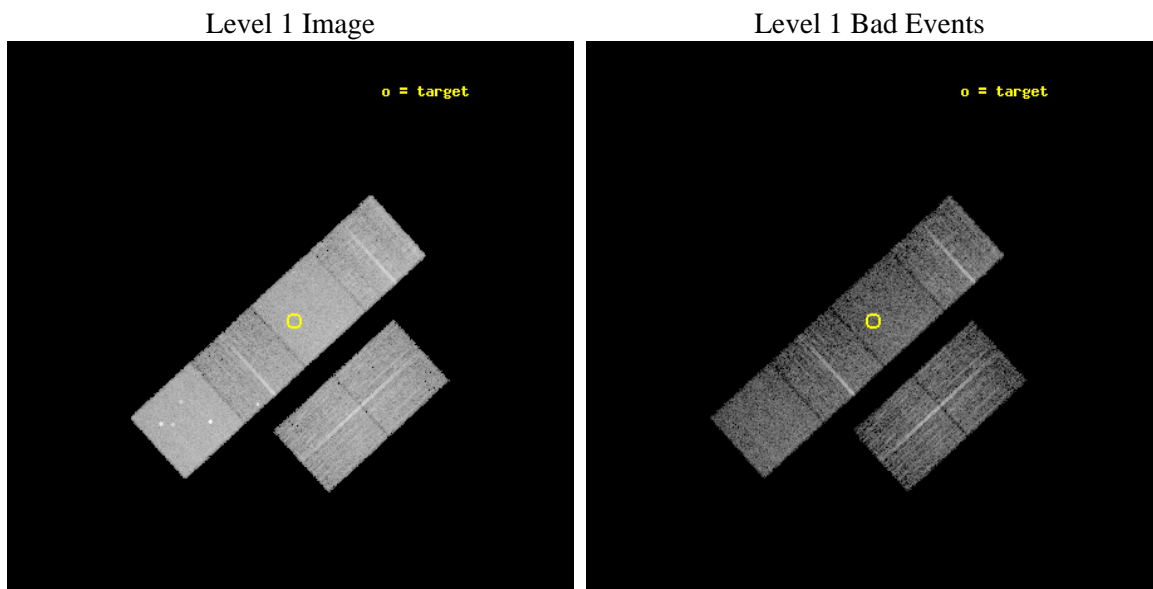 Level 1 Image
Level 1 Bad Events
o = target
o = target